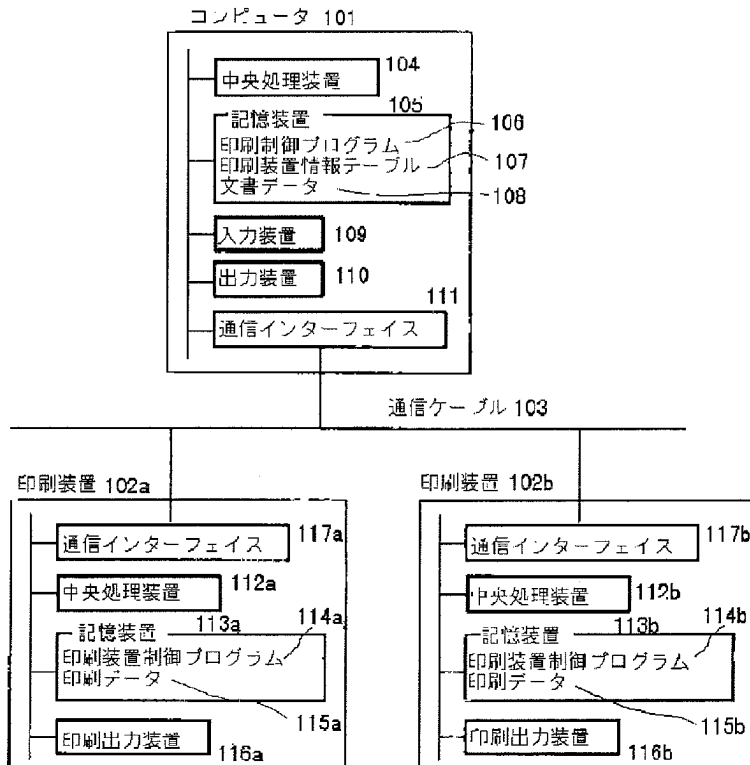 コンピュータ 101
中央処理装置
104
105
記憶装置
印刷制御プログラム
106
印刷装置情報テーブル
107
文書データ
108
入力装置
109
出力装置
110
111
通信インターフェイス
通信ケーブル 103
印刷装置 102a
通信インターフェイス
117a
中央処理装置
112a
113a
記憶装置
114a
印刷装置制御プログラム
印刷データ
115a
印刷出力装置
116a
印刷装置 102b
通信インターフェイス
117b
中央処理装置
112b
113b
記憶装置
114b
印刷装置制御プログラム
印刷データ
115b
印刷出力装置
116b